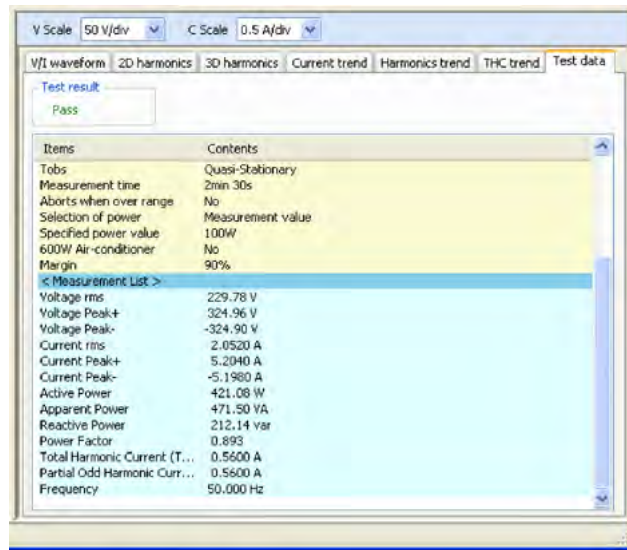 V Scale 50 V/div C Scale 0.5 A/div
V/I waveform 2D harmonics 3D harmonics Current trend Harmonics trend THC trend Test data
Test result
Pass
Items Contents
Tobs Quasi-Stationary
Measurement time 2min 30s
Aborts when over range No
Selection of power Measurement value
Specified power value 100W
600W Air-conditioner No
Margin 90%
< Measurement List >
Voltage rms 229.78 V
Voltage Peak+ 324.96 V
Voltage Peak- -324.90 V
Current rms 2.0520 A
Current Peak+ 5.2040 A
Current Peak- -5.1980 A
Active Power 421.08 W
Apparent Power 471.50 VA
Reactive Power 212.14 var
Power Factor 0.893
Total Harmonic Current (T... 0.5600 A
Partial Odd Harmonic Curr... 0.5600 A
Frequency 50.000 Hz